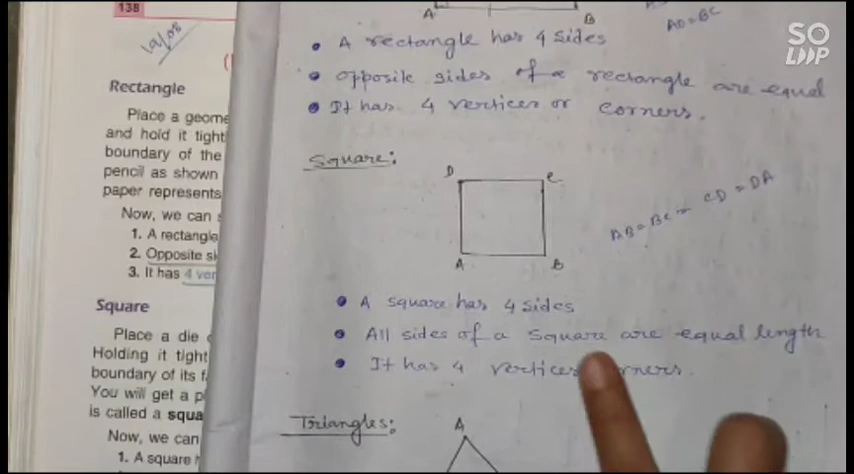 138
19/08
Rectangle
Place a geome
and hold it tight
boundary of the
pencil as shown
paper represents
Now, we can s
1. A rectangle
2. Opposite si
3. It has 4 ver
Square
Place a die
Holding it tight
boundary of its f
You will get a p
is called a squa
Now, we can
1. A square h
A B
AD=BC
• A rectangle has 4 sides
• opposite sides of a rectangle are equal
• It has 4 vertices or corners.
Square:
D C
A B
AB=BC= CD = DA
• A square has 4 sides
• All sides of a square are equal length
• It has 4 vertices rners.
Triangles:
A
SOLOOP